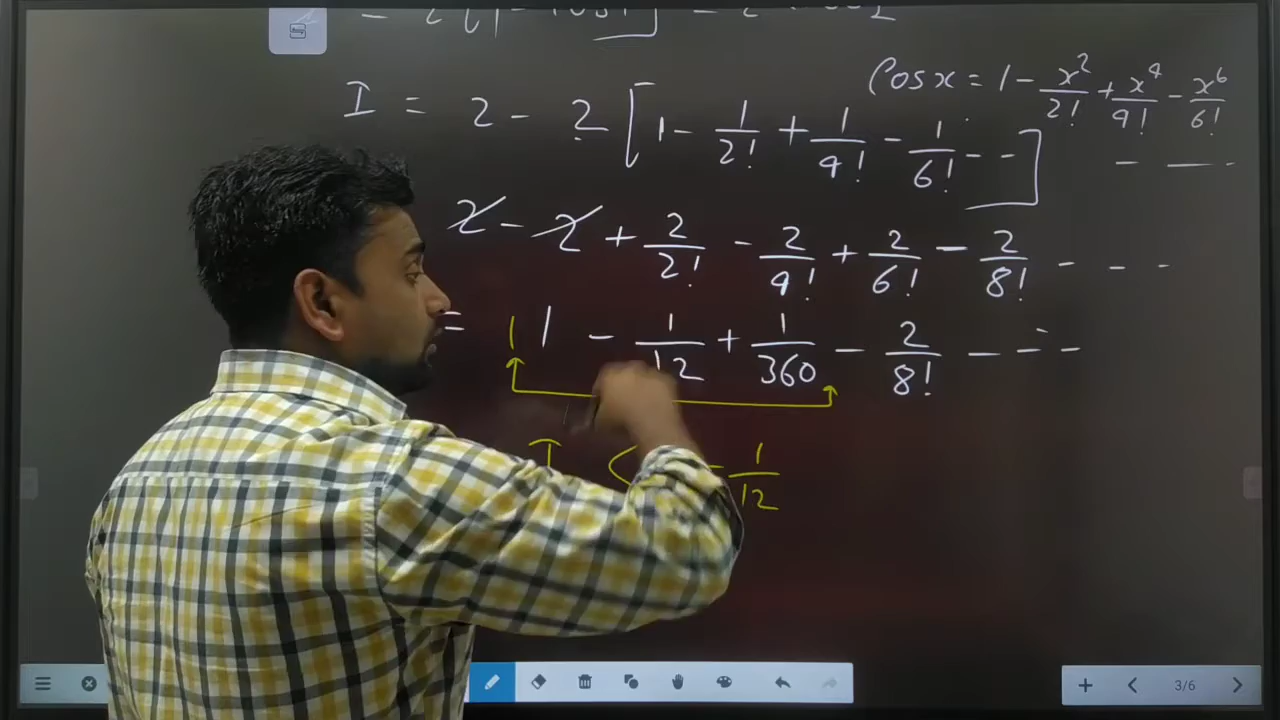 cos x = 1 - x²/2! + x⁴/4! - x⁶/6! - - -
I = 2 - 2 [1 - 1/2! + 1/4! - 1/6! - -]
2 - 2 + 2/2! - 2/4! + 2/6! - 2/8! - - -
= 1 1 - 1/12 + 1/360 - 2/8! - - -
I < - 1/12
3/6